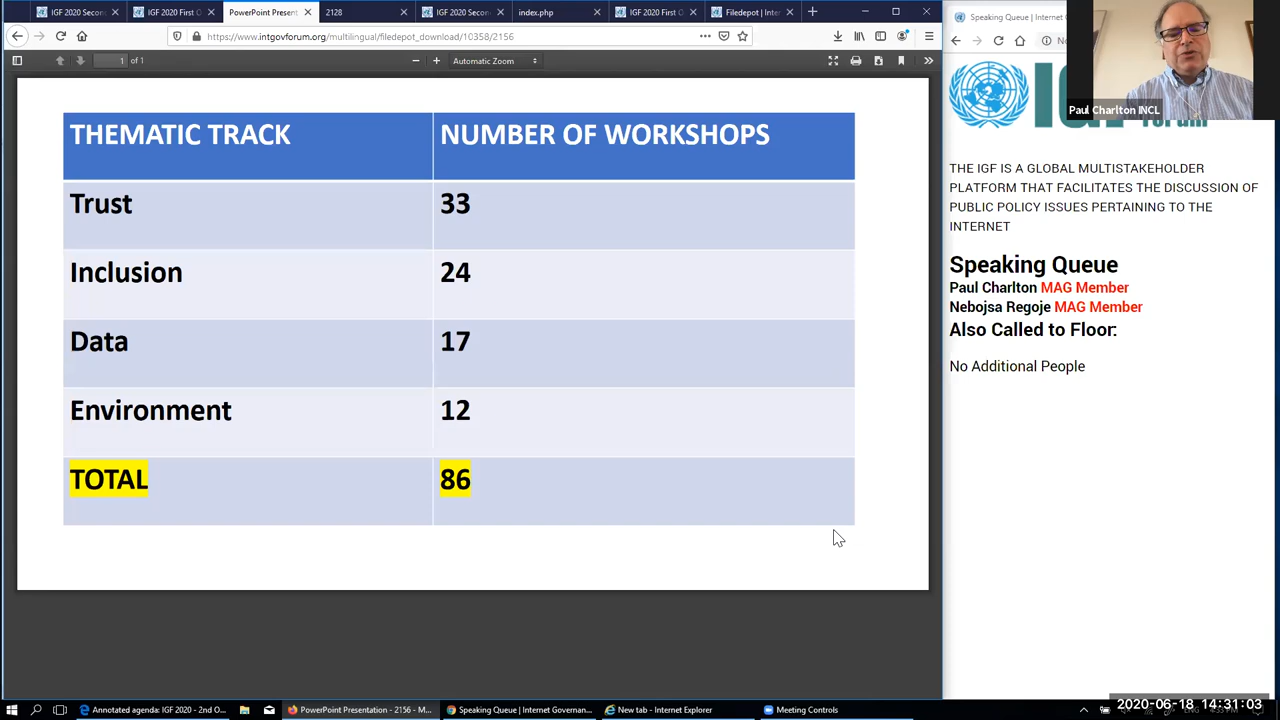 IGF 2020 Secon
IGF 2020 First O
PowerPoint Present
2128
IGF 2020 Second
index.php
IGF 2020 First O
Filedepot | Inter
Speaking Queue | Internet G
https://www.intgovforum.org/multilingual/filedepot_download/10358/2156
No
1 of 1
Automatic Zoom
Paul Charlton INCL
THEMATIC TRACK NUMBER OF WORKSHOPS
Trust 33
Inclusion 24
Data 17
Environment 12
TOTAL 86
forum
THE IGF IS A GLOBAL MULTISTAKEHOLDER
PLATFORM THAT FACILITATES THE DISCUSSION OF
PUBLIC POLICY ISSUES PERTAINING TO THE
INTERNET
Speaking Queue
Paul Charlton MAG Member
Nebojsa Regoje MAG Member
Also Called to Floor:
No Additional People
Annotated agenda: IGF 2020 - 2nd O...
PowerPoint Presentation - 2156 - M...
Speaking Queue | Internet Governan...
New tab - Internet Explorer
Meeting Controls
2020-06-18 14:31:03